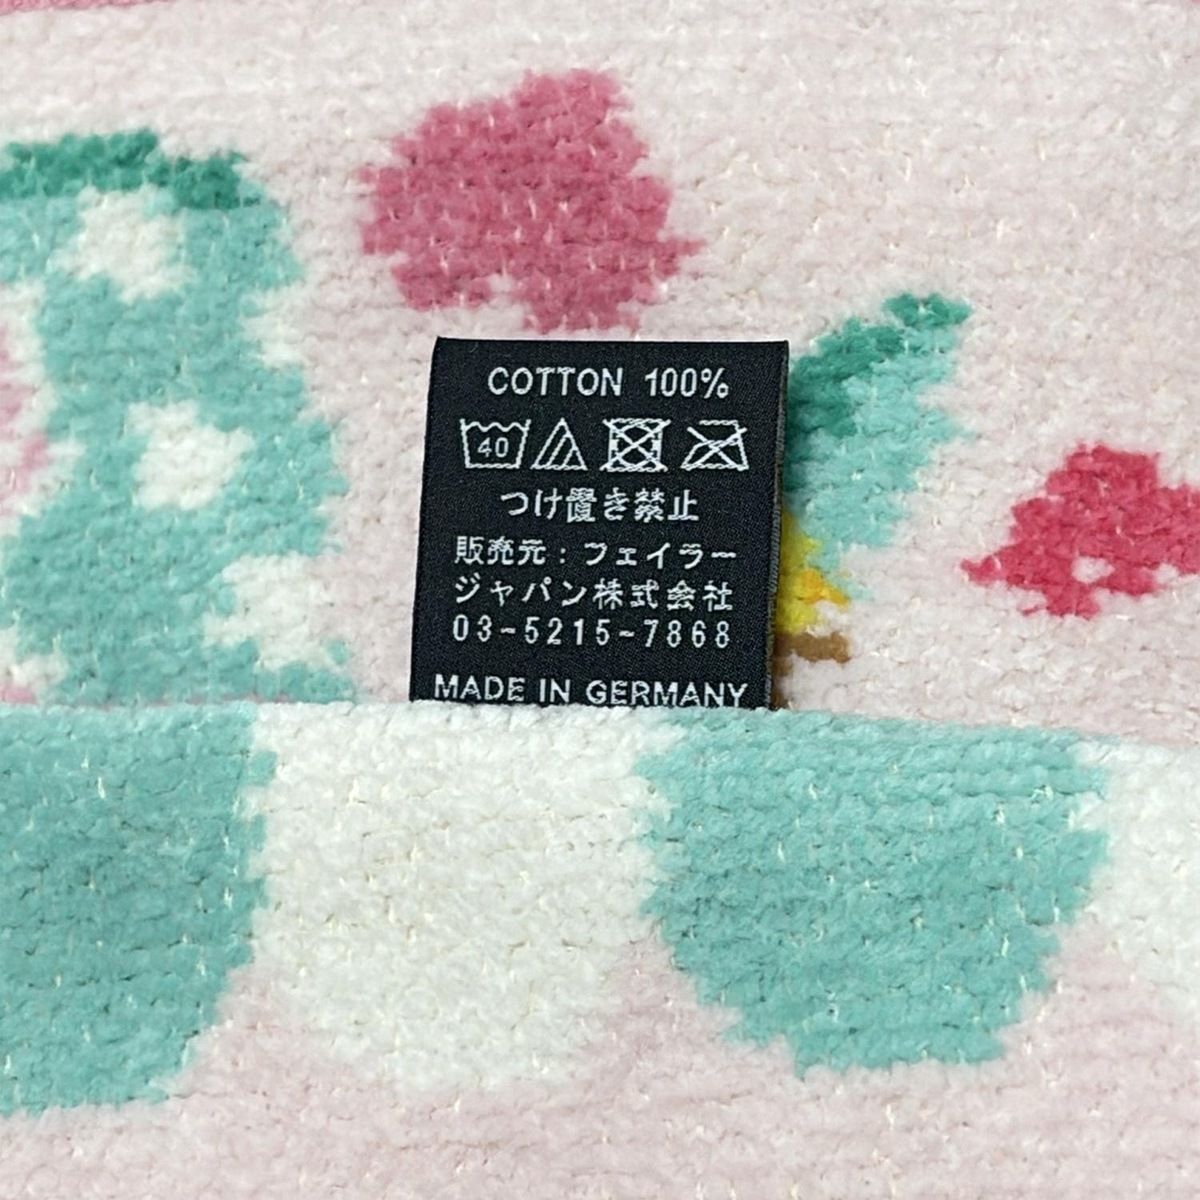 COTTON 100%
40
つけ置き禁止
販売元:フェイラー
ジャパン株式会社
03-5215-7868
MADE IN GERMANY